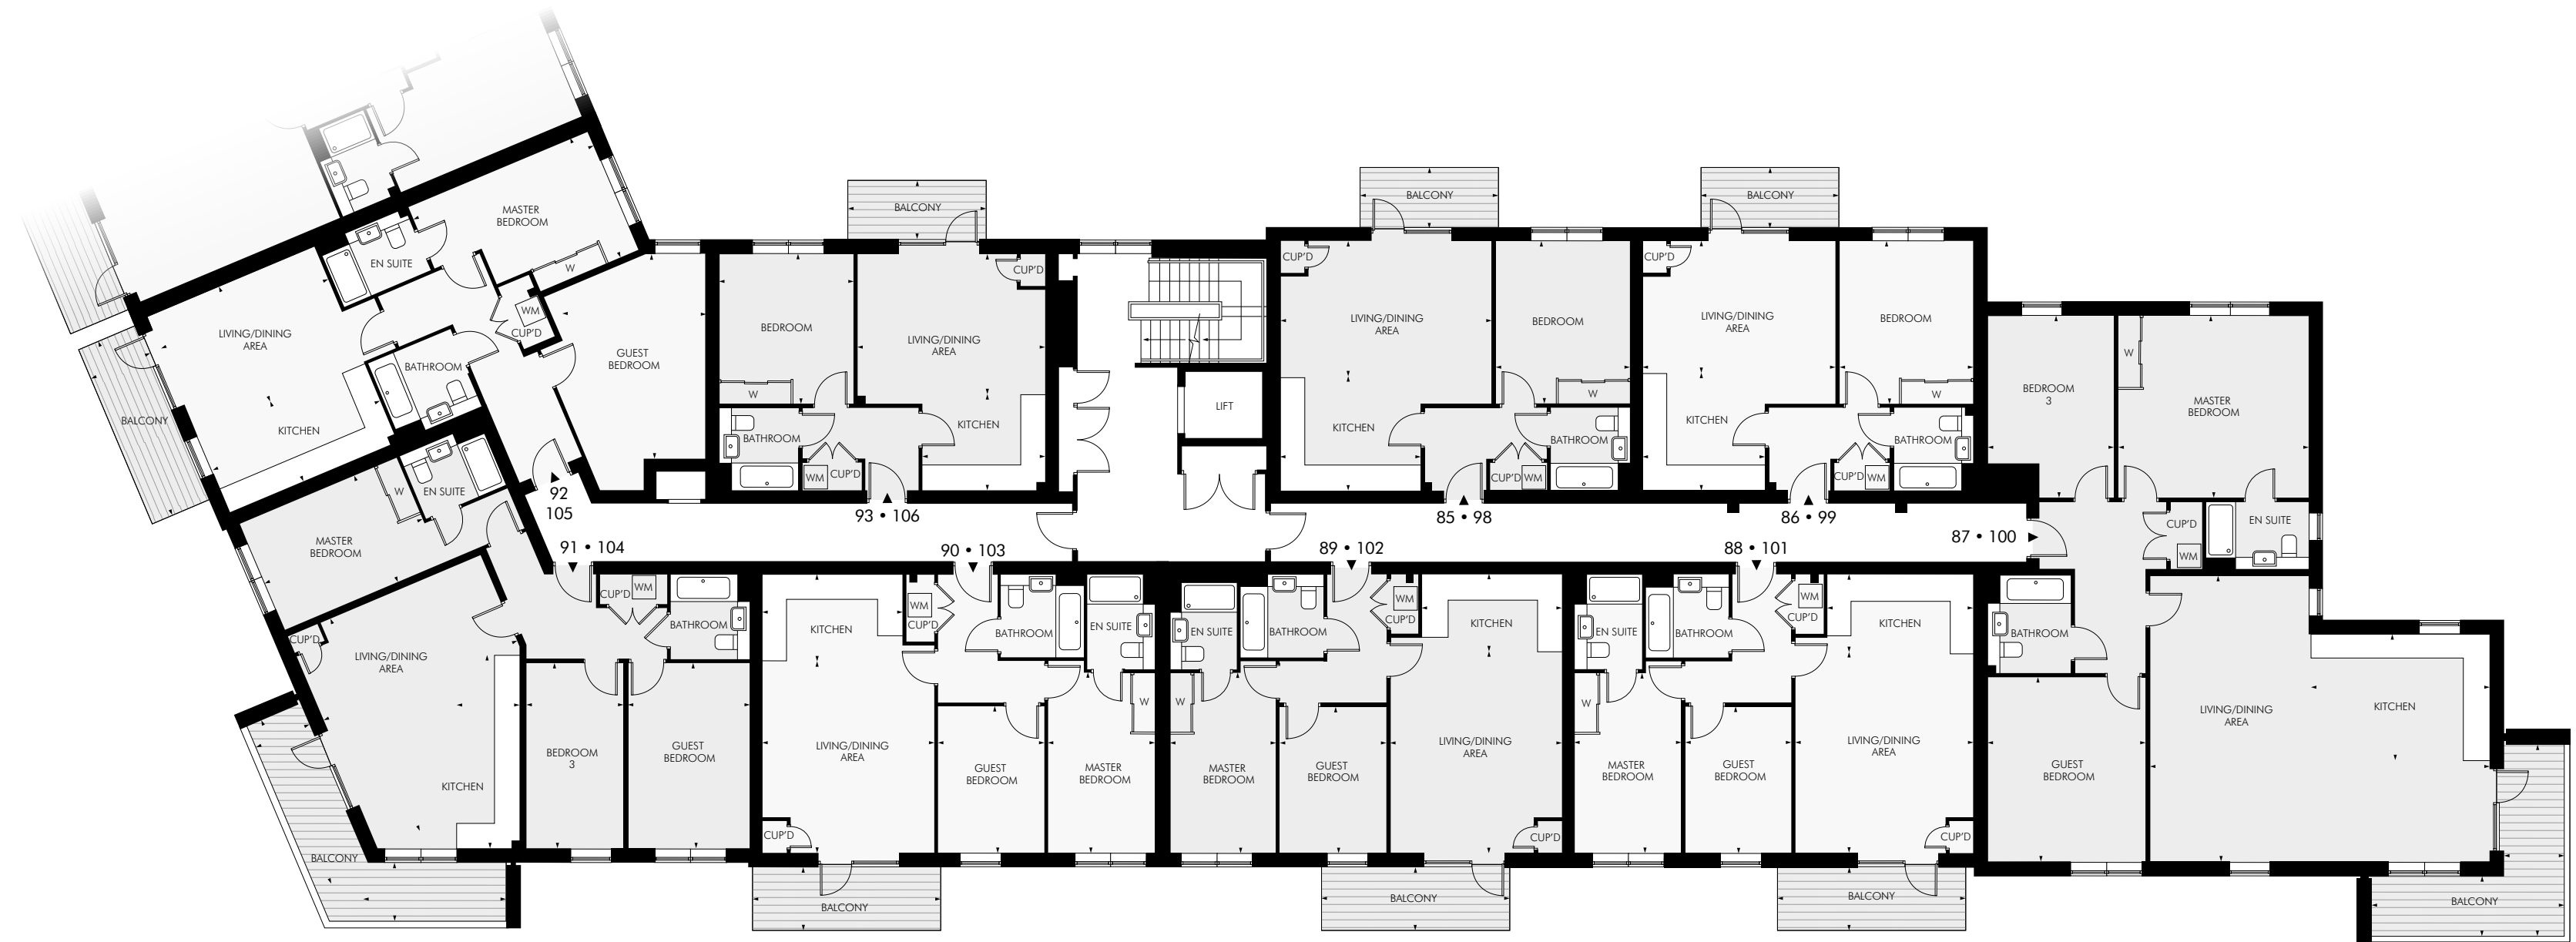 MASTER
BEDROOM
EN SUITE
W
WM
CUP'D
LIVING/DINING
AREA
BATHROOM
KITCHEN
BALCONY
GUEST
BEDROOM
92
105
BALCONY
BEDROOM
W
LIVING/DINING
AREA
CUP'D
KITCHEN
BATHROOM
WM
CUP'D
93 • 106
LIFT
BALCONY
CUP'D
LIVING/DINING
AREA
KITCHEN
BEDROOM
W
BATHROOM
CUP'D
WM
85 • 98
BALCONY
CUP'D
LIVING/DINING
AREA
KITCHEN
BEDROOM
W
BATHROOM
CUP'D
WM
86 • 99
BEDROOM
3
W
MASTER
BEDROOM
CUP'D
WM
EN SUITE
87 • 100
BATHROOM
GUEST
BEDROOM
LIVING/DINING
AREA
KITCHEN
BALCONY
W
EN SUITE
MASTER
BEDROOM
91 • 104
CUP'D
WM
BATHROOM
CUP'D
LIVING/DINING
AREA
KITCHEN
BEDROOM
3
GUEST
BEDROOM
BALCONY
90 • 103
KITCHEN
WM
CUP'D
BATHROOM
EN SUITE
W
LIVING/DINING
AREA
GUEST
BEDROOM
MASTER
BEDROOM
CUP'D
BALCONY
89 • 102
EN SUITE
BATHROOM
WM
CUP'D
KITCHEN
W
MASTER
BEDROOM
GUEST
BEDROOM
LIVING/DINING
AREA
CUP'D
BALCONY
88 • 101
EN SUITE
BATHROOM
WM
CUP'D
KITCHEN
W
MASTER
BEDROOM
GUEST
BEDROOM
LIVING/DINING
AREA
CUP'D
BALCONY